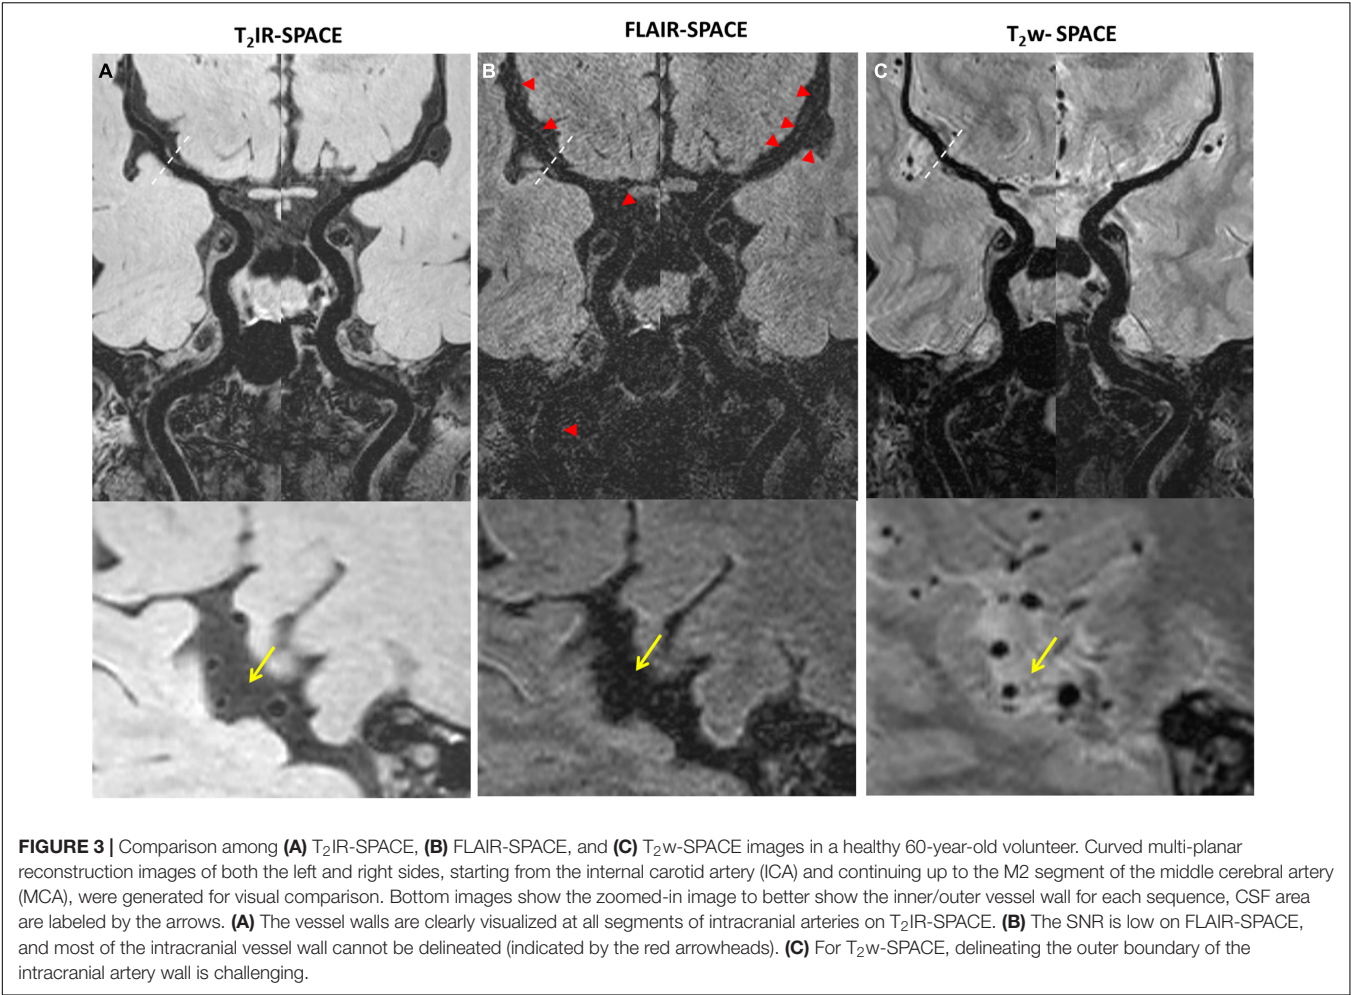 T₂IR-SPACE
FLAIR-SPACE
T₂w- SPACE
A
B
C
FIGURE 3 | Comparison among (A) T₂IR-SPACE, (B) FLAIR-SPACE, and (C) T₂w-SPACE images in a healthy 60-year-old volunteer. Curved multi-planar
reconstruction images of both the left and right sides, starting from the internal carotid artery (ICA) and continuing up to the M2 segment of the middle cerebral artery
(MCA), were generated for visual comparison. Bottom images show the zoomed-in image to better show the inner/outer vessel wall for each sequence, CSF area
are labeled by the arrows. (A) The vessel walls are clearly visualized at all segments of intracranial arteries on T₂IR-SPACE. (B) The SNR is low on FLAIR-SPACE,
and most of the intracranial vessel wall cannot be delineated (indicated by the red arrowheads). (C) For T₂w-SPACE, delineating the outer boundary of the
intracranial artery wall is challenging.